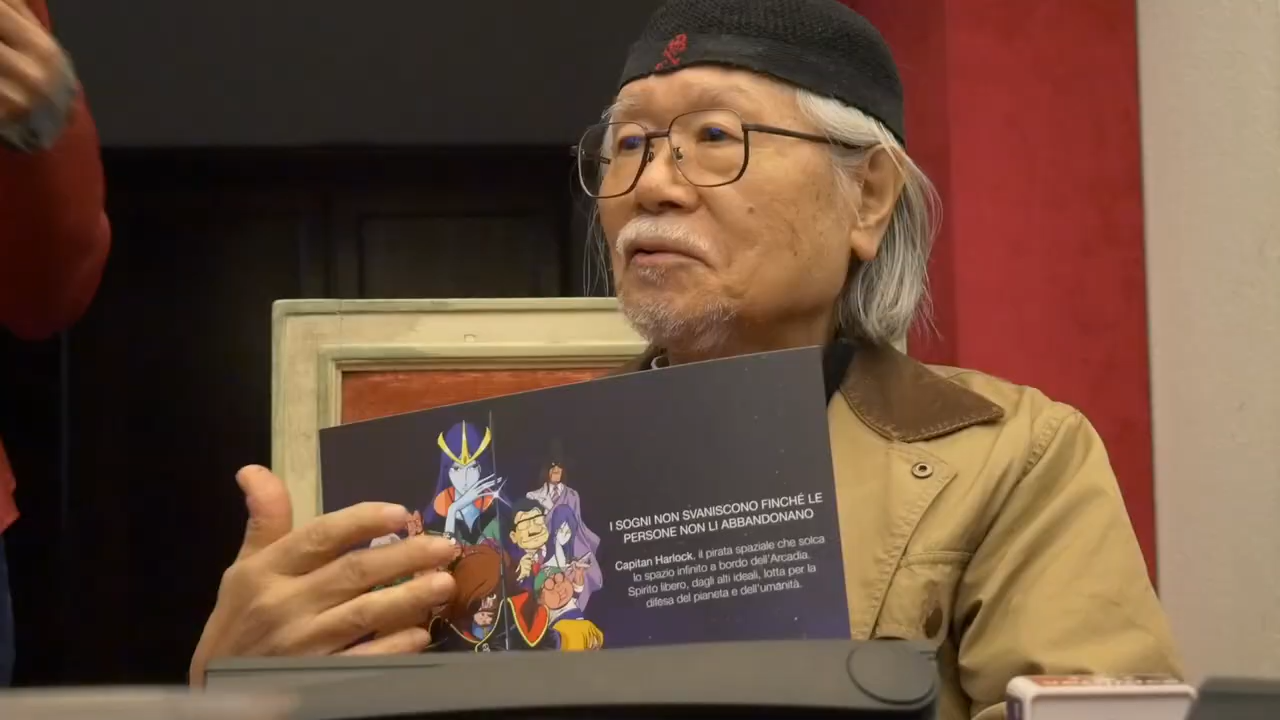 I SOGNI NON SVANISCONO FINCHÉ LE
PERSONE NON LI ABBANDONANO
Capitan Harlock, il pirata spaziale che solca
lo spazio infinito a bordo dell'Arcadia.
Spirito libero, dagli alti ideali, lotta per la
difesa del pianeta e dell'umanità.